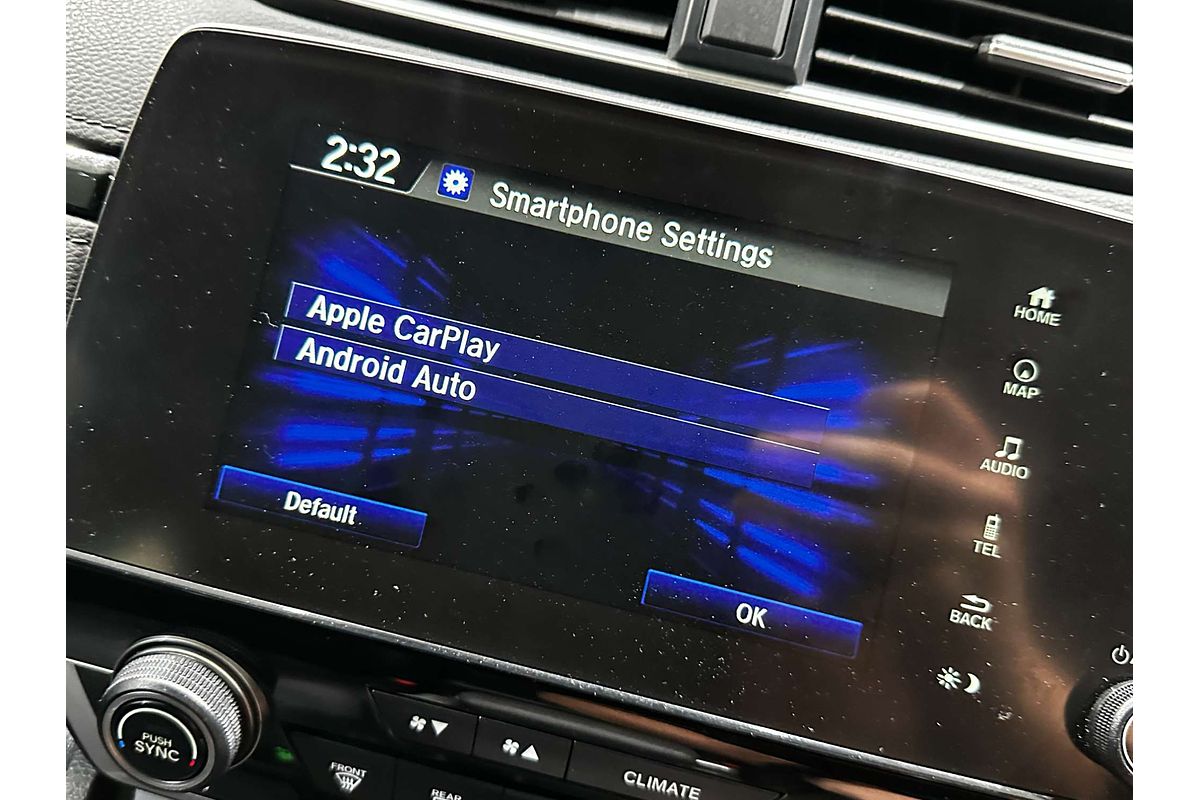 2:32
Smartphone Settings
Apple CarPlay
Android Auto
Default
OK
HOME
MAP
AUDIO
TEL
BACK
PUSH
SYNC
FRONT
REAR
CLIMATE